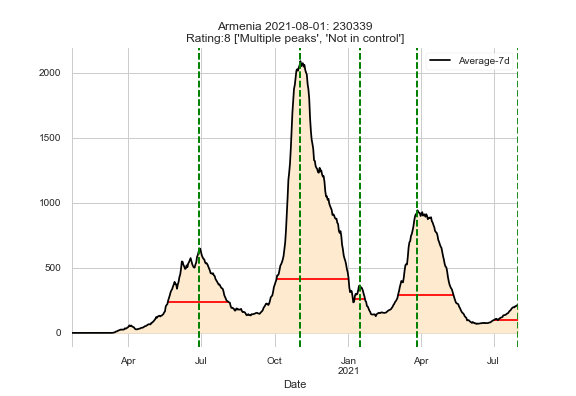 Armenia 2021-08-01: 230339
Rating:8 ['Multiple peaks', 'Not in control']
Average-7d
2000
1500
1000
500
0
Apr Jul Oct Jan Apr Jul
2021
Date